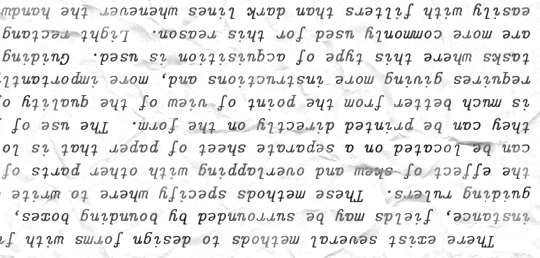 There exist several methods to design forms with f
instance, fields may be surrounded by bounding boxes,
guiding rulers. These methods specify where to write
the effect of skew and overlapping with other parts of
can be located on a separate sheet of paper that is lo
they can be printed directly on the form. The use of
is much better from the point of view of the quality o
requires giving more instructions and, more importantl
tasks where this type of acquisition is used. Guiding
are more commonly used for this reason. Light rectang
easily with filters than dark lines whenever the handw